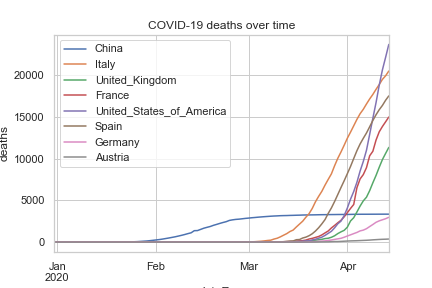 COVID-19 deaths over time
China
Italy
United_Kingdom
France
United_States_of_America
Spain
Germany
Austria
deaths
20000
15000
10000
5000
0
Jan
2020
Feb
Mar
Apr